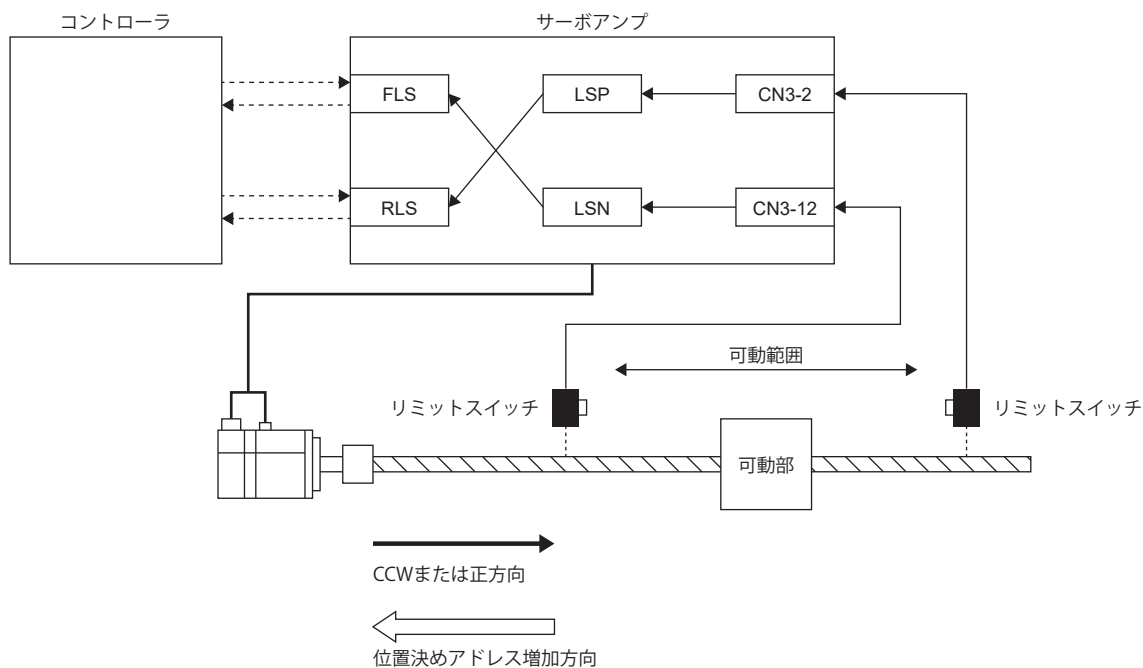 コントローラ
サーボアンプ
FLS
LSP
CN3-2
RLS
LSN
CN3-12
可動範囲
リミットスイッチ
リミットスイッチ
可動部
CCWまたは正方向
位置決めアドレス増加方向